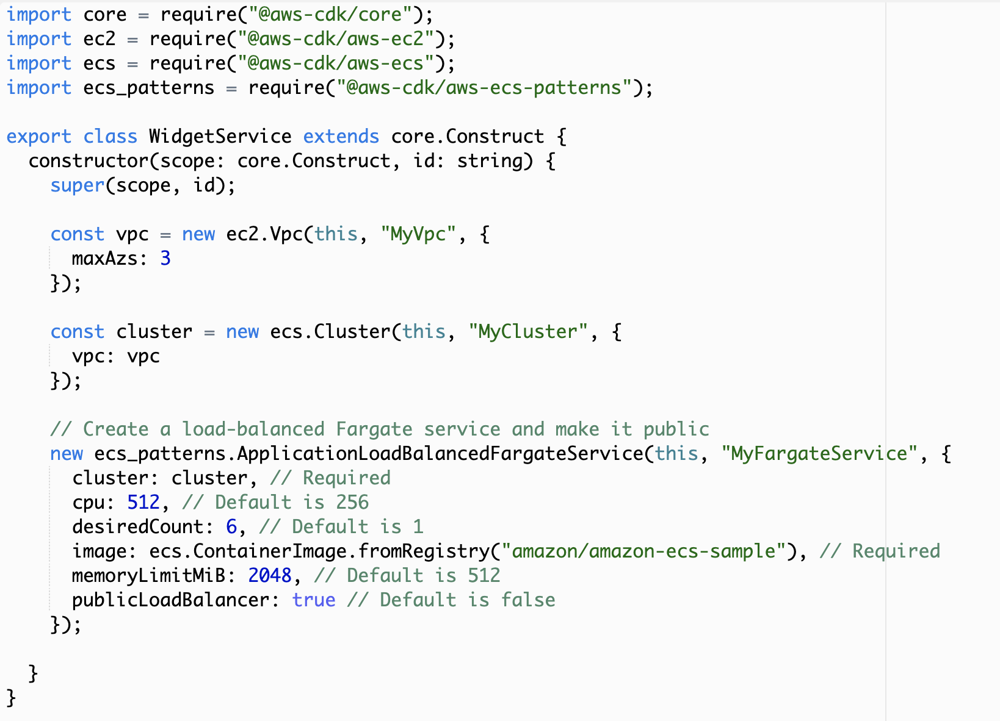 import core = require("@aws-cdk/core");
import ec2 = require("@aws-cdk/aws-ec2");
import ecs = require("@aws-cdk/aws-ecs");
import ecs_patterns = require("@aws-cdk/aws-ecs-patterns");

export class WidgetService extends core.Construct {
  constructor(scope: core.Construct, id: string) {
    super(scope, id);

    const vpc = new ec2.Vpc(this, "MyVpc", {
      maxAzs: 3
    });

    const cluster = new ecs.Cluster(this, "MyCluster", {
      vpc: vpc
    });

    // Create a load-balanced Fargate service and make it public
    new ecs_patterns.ApplicationLoadBalancedFargateService(this, "MyFargateService", {
      cluster: cluster, // Required
      cpu: 512, // Default is 256
      desiredCount: 6, // Default is 1
      image: ecs.ContainerImage.fromRegistry("amazon/amazon-ecs-sample"), // Required
      memoryLimitMiB: 2048, // Default is 512
      publicLoadBalancer: true // Default is false
    });

  }
}